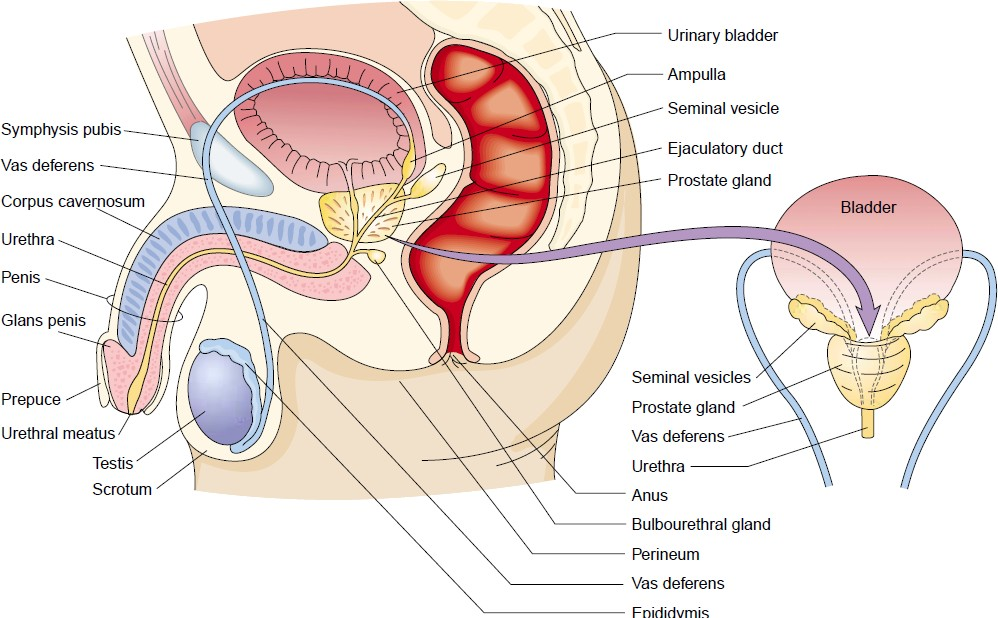 Urinary bladder
Ampulla
Seminal vesicle
Ejaculatory duct
Prostate gland
Symphysis pubis
Vas deferens
Corpus cavernosum
Urethra
Penis
Glans penis
Prepuce
Urethral meatus
Testis
Scrotum
Bladder
Seminal vesicles
Prostate gland
Vas deferens
Urethra
Anus
Bulbourethral gland
Perineum
Vas deferens
Epididymis